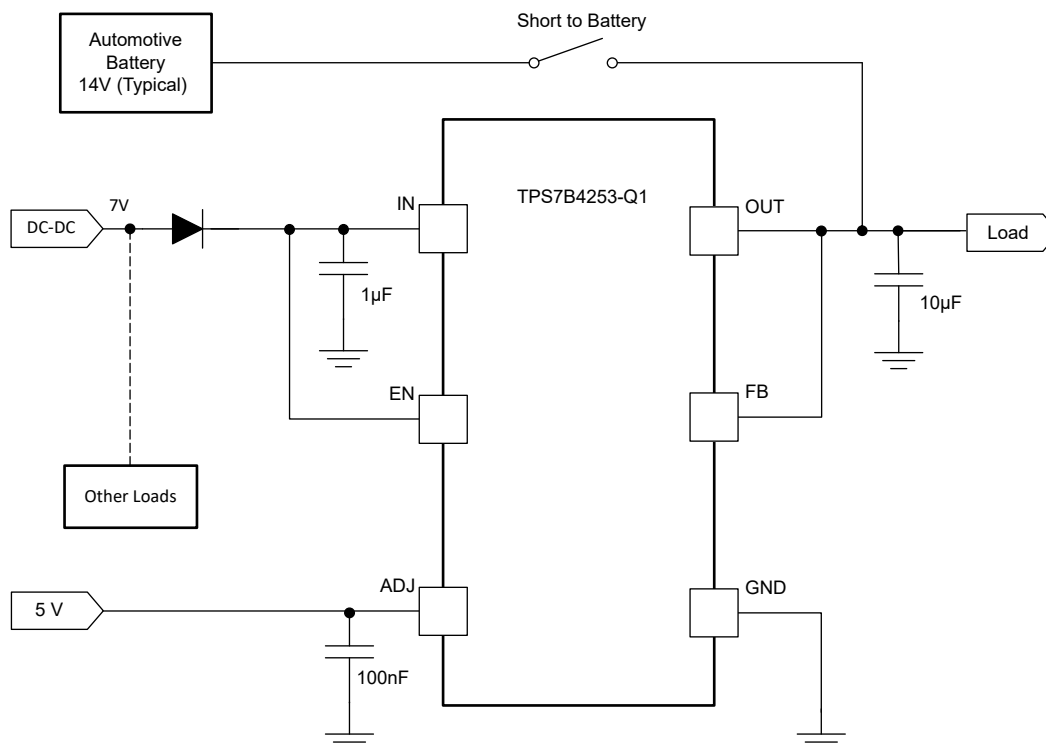 Short to Battery
Automotive
Battery
14V (Typical)
TPS7B4253-Q1
IN
OUT
7V
DC-DC
Load
1µF
10µF
EN
FB
Other Loads
ADJ
GND
5 V
100nF